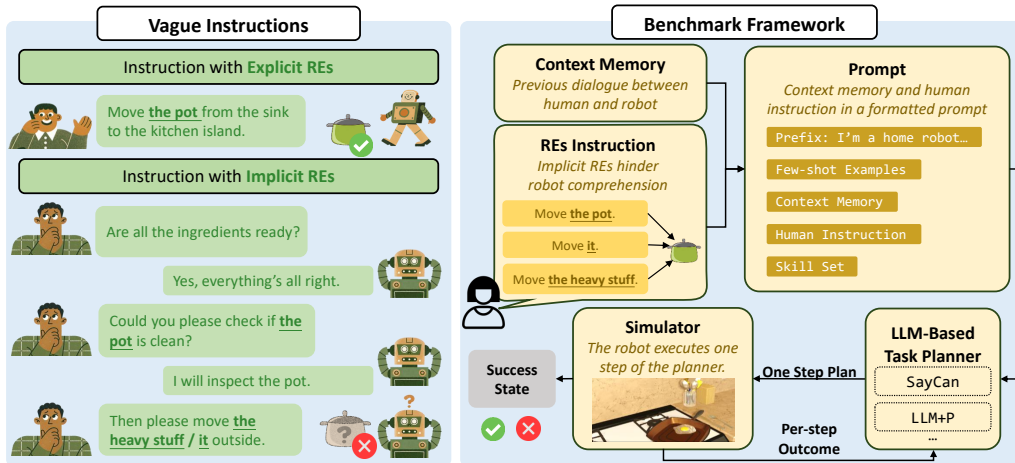 Vague Instructions
Instruction with Explicit REs
Move the pot from the sink
to the kitchen island.
Instruction with Implicit REs
Are all the ingredients ready?
Yes, everything's all right.
Could you please check if the
pot is clean?
I will inspect the pot.
Then please move the
heavy stuff / it outside.
?
?
Benchmark Framework
Context Memory
Previous dialogue between
human and robot
REs Instruction
Implicit REs hinder
robot comprehension
Move the pot.
Move it.
Move the heavy stuff.
Prompt
Context memory and human
instruction in a formatted prompt
Prefix: I'm a home robot…
Few-shot Examples
Context Memory
Human Instruction
Skill Set
Success
State
Simulator
The robot executes one
step of the planner.
One Step Plan
Per-step
Outcome
LLM-Based
Task Planner
SayCan
LLM+P
…